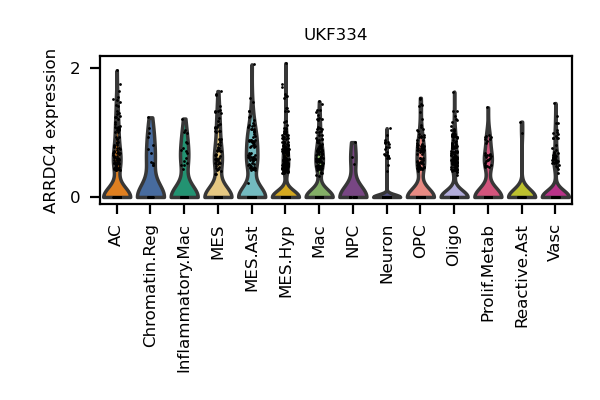 UKF334
ARRDC4 expression
2
0
AC
Chromatin.Reg
Inflammatory.Mac
MES
MES.Ast
MES.Hyp
Mac
NPC
Neuron
OPC
Oligo
Prolif.Metab
Reactive.Ast
Vasc